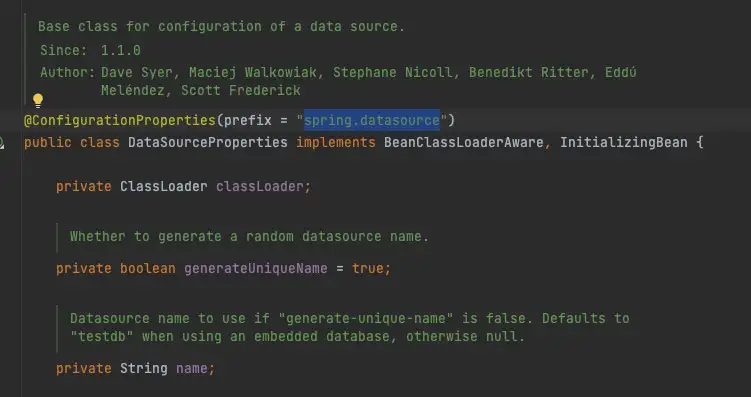 Base class for configuration of a data source.
Since: 1.1.0
Author: Dave Syer, Maciej Walkowiak, Stephane Nicoll, Benedikt Ritter, Eddú
Meléndez, Scott Frederick
@ConfigurationProperties(prefix = "spring.datasource")
public class DataSourceProperties implements BeanClassLoaderAware, InitializingBean {
private ClassLoader classLoader;
Whether to generate a random datasource name.
private boolean generateUniqueName = true;
Datasource name to use if "generate-unique-name" is false. Defaults to
"testdb" when using an embedded database, otherwise null.
private String name;